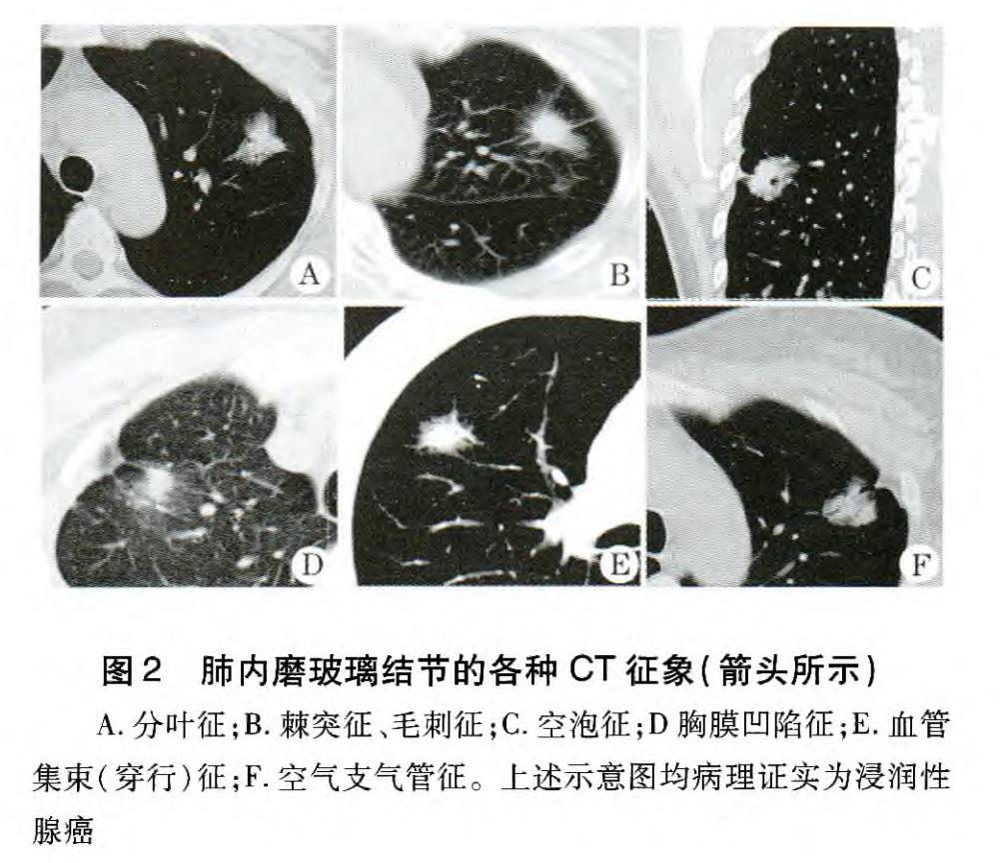 A
B
C
D
E
F
图2 肺内磨玻璃结节的各种CT征象(箭头所示)
A.分叶征;B.棘突征、毛刺征;C.空泡征;D胸膜凹陷征;E.血管
集束(穿行)征;F.空气支气管征。上述示意图均病理证实为浸润性
腺癌